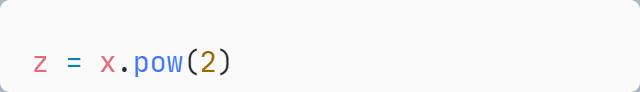 z = x.pow(2)